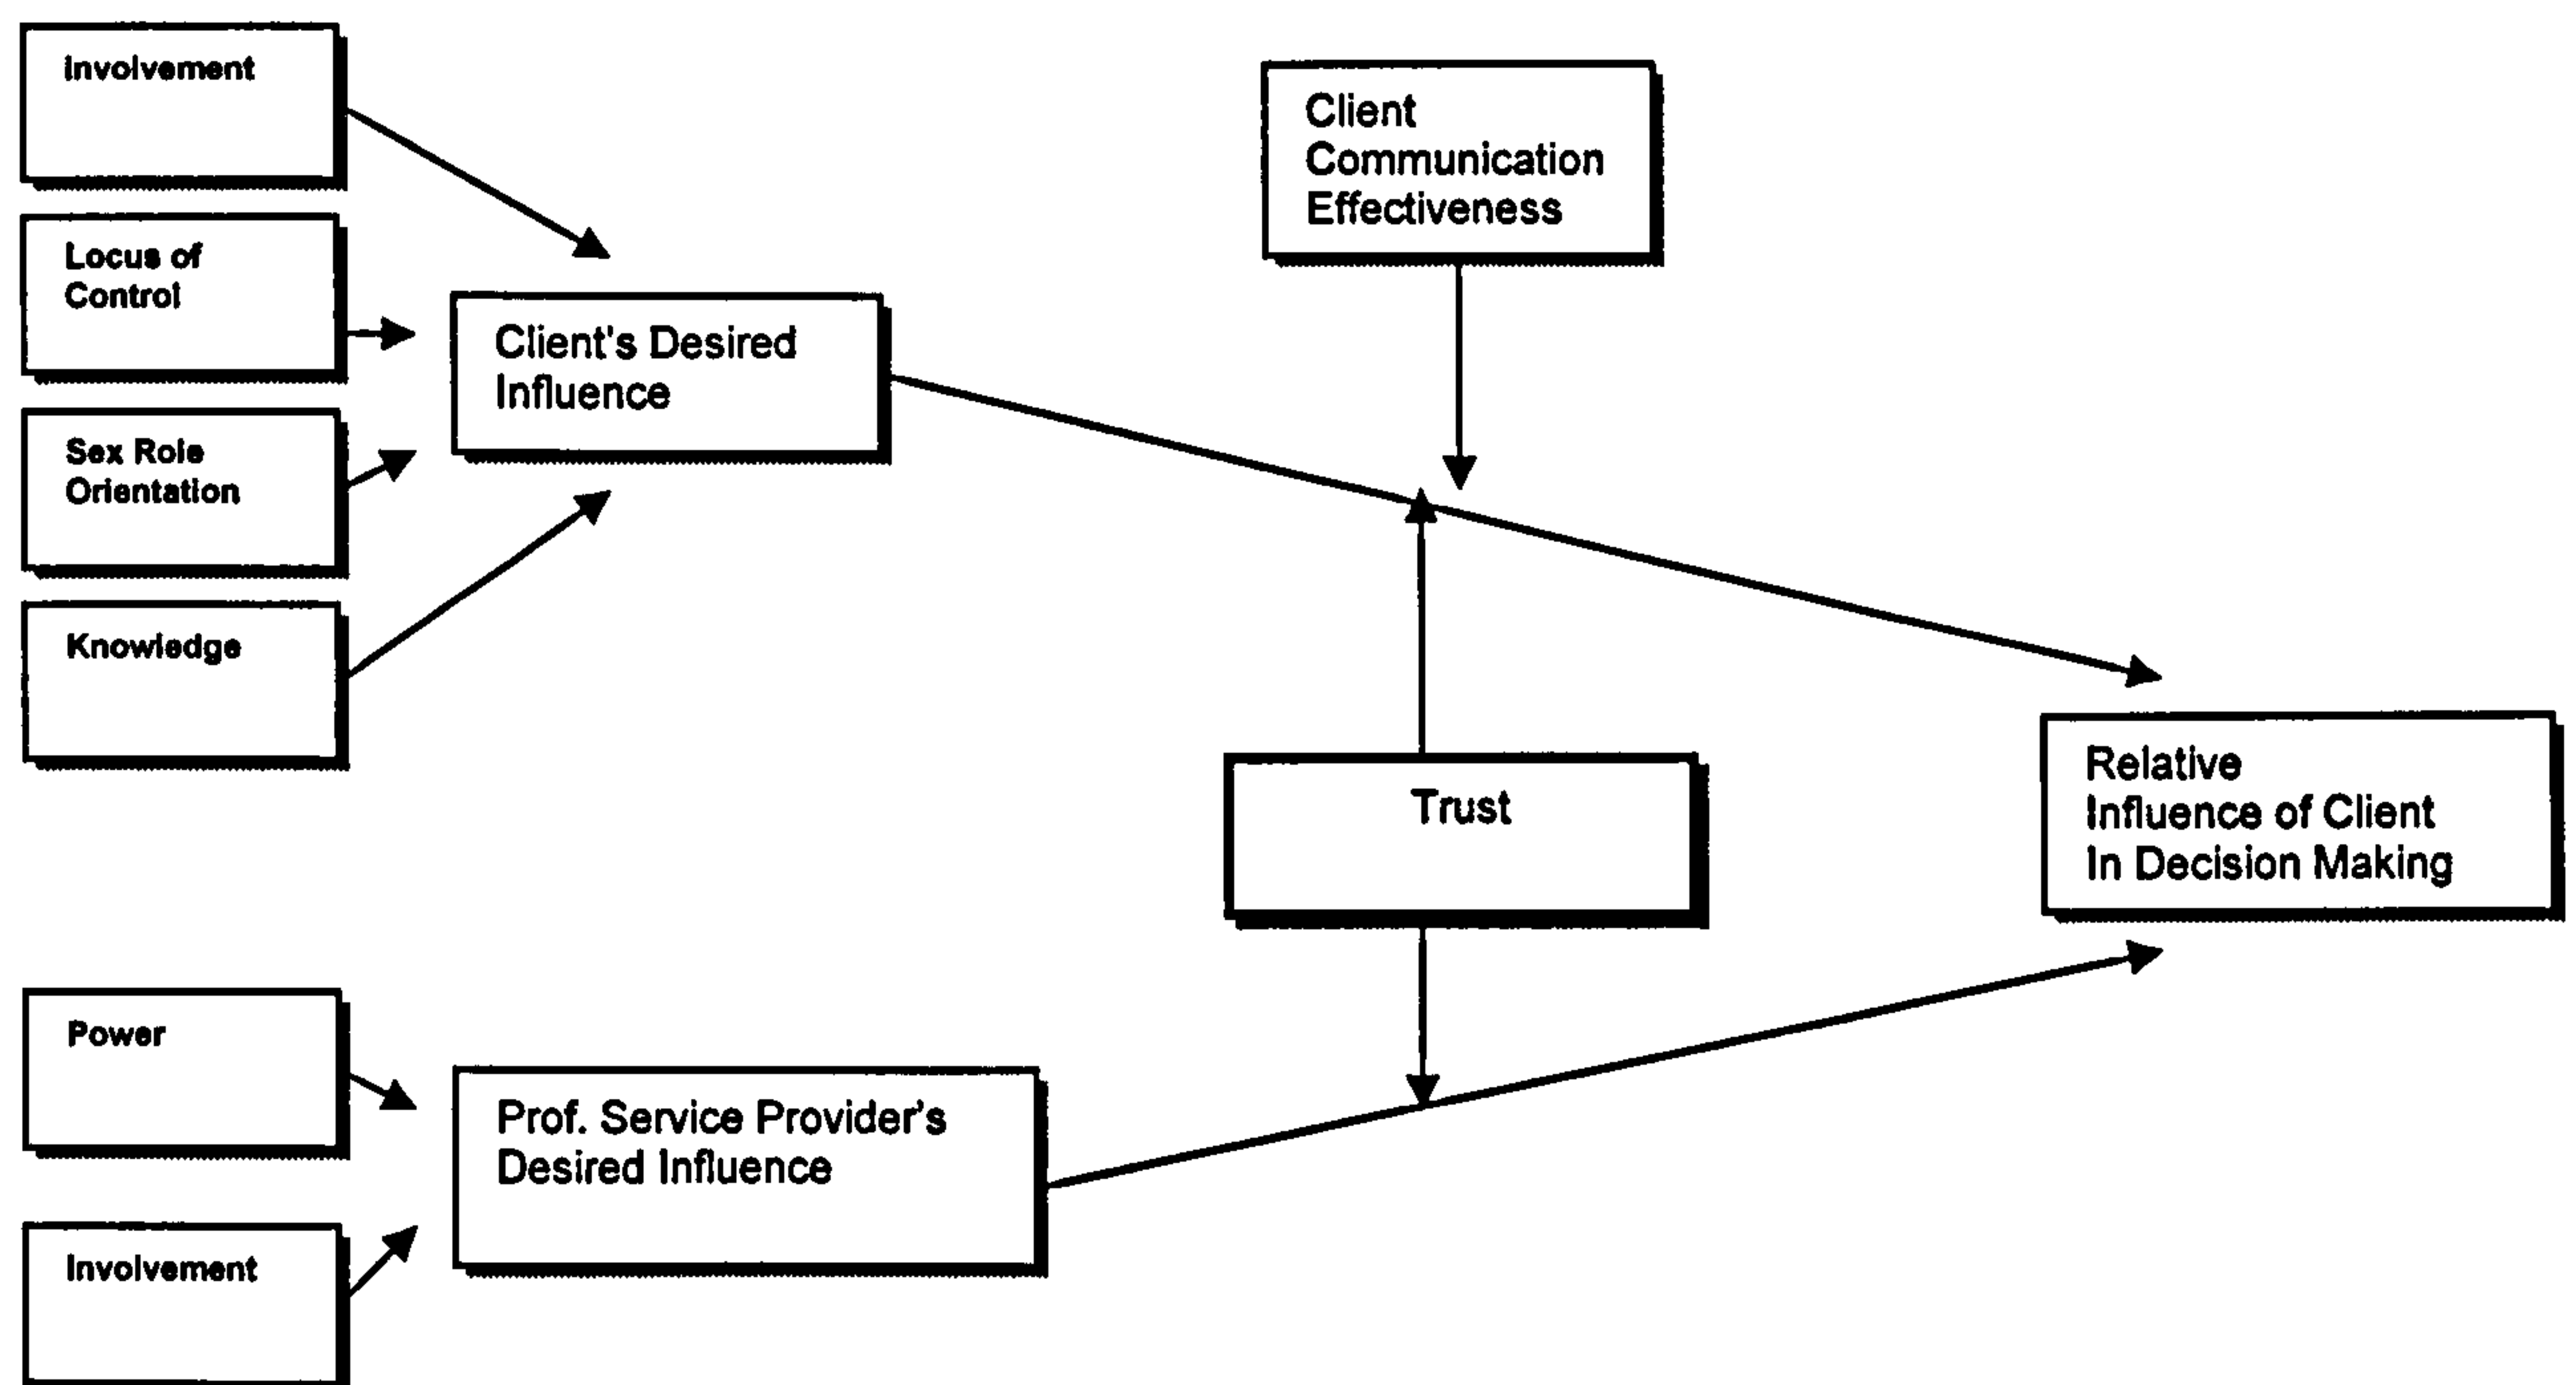 Involvement
Locus of
Control
Sex Role
Orientation
Knowledge
Client's Desired
Influence
Client
Communication
Effectiveness
Trust
Relative
Influence of Client
In Decision Making
Power
Involvement
Prof. Service Provider's
Desired Influence